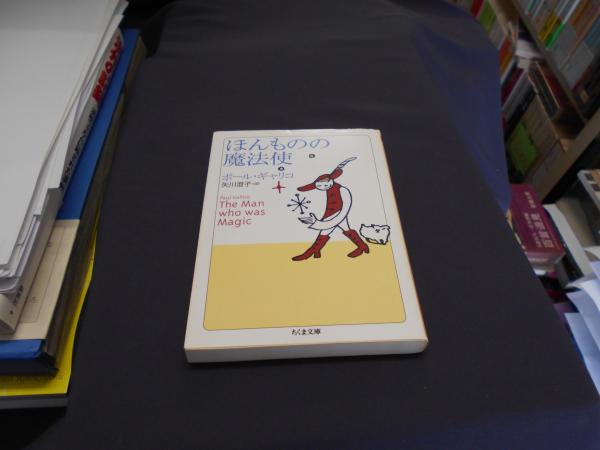 ほんものの
魔法使
ポール・ギャリコ
矢川澄子=訳
Paul Gallico
The Man
who was
Magic
ちくま文庫